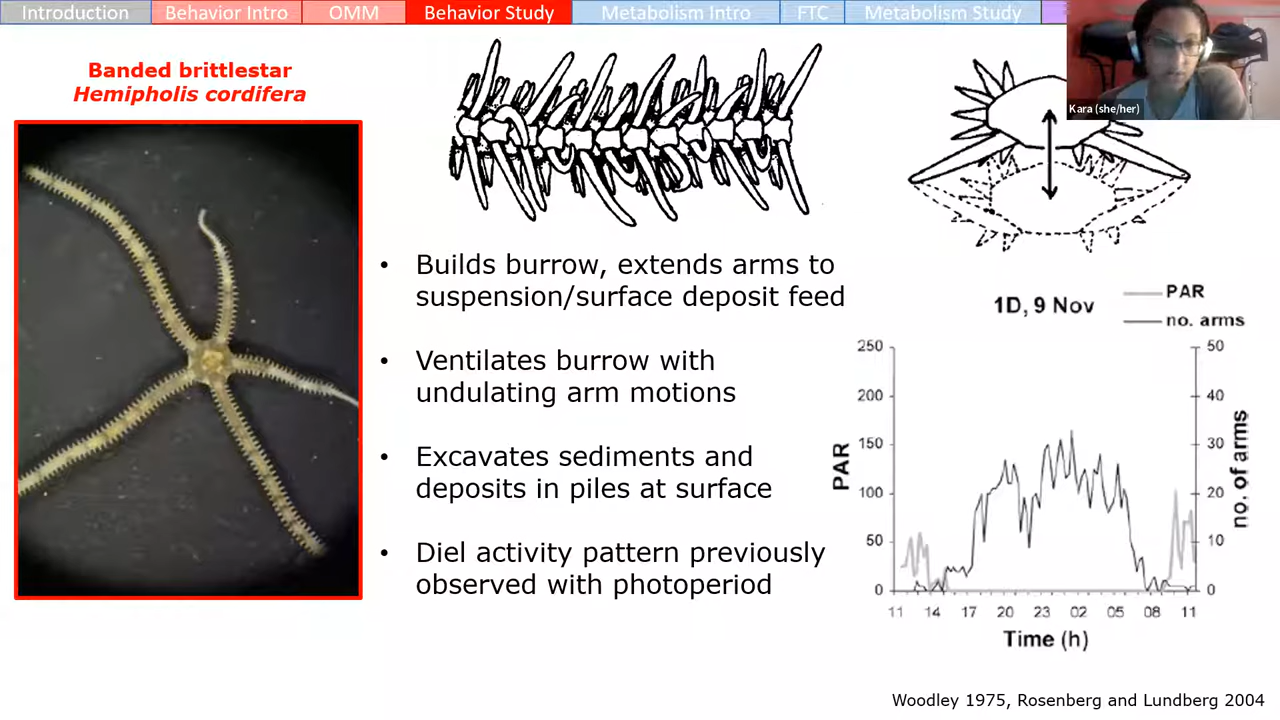 Introduction
Behavior Intro
OMM
Behavior Study
Metabolism Intro
FTC
Metabolism Study
Kara (she/her)
Banded brittlestar
Hemipholis cordifera
• Builds burrow, extends arms to
suspension/surface deposit feed
• Ventilates burrow with
undulating arm motions
• Excavates sediments and
deposits in piles at surface
• Diel activity pattern previously
observed with photoperiod
1D, 9 Nov
PAR
no. arms
250
200
150
100
50
0
PAR
50
40
30
20
10
0
no. of arms
11 14 17 20 23 02 05 08 11
Time (h)
Woodley 1975, Rosenberg and Lundberg 2004